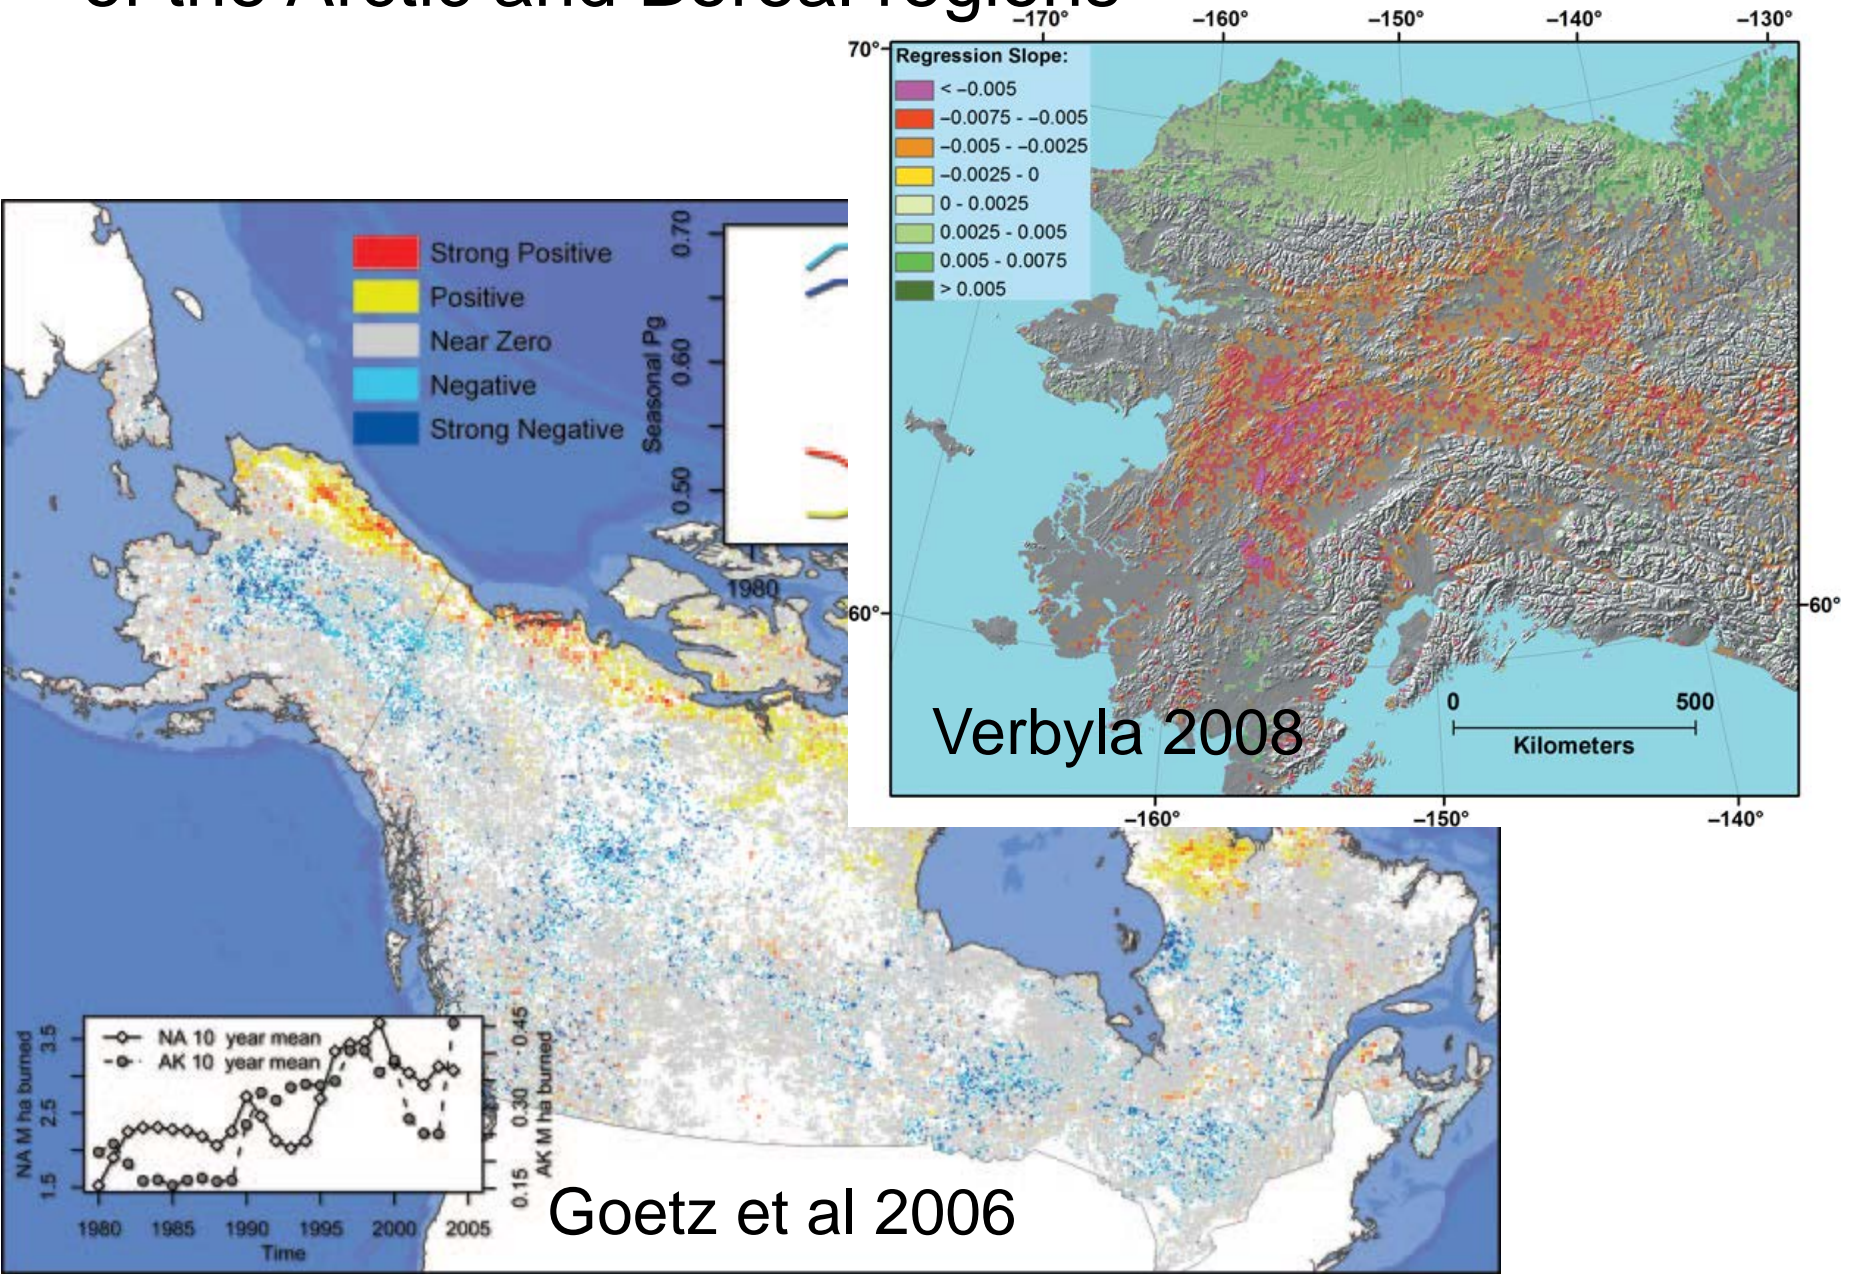 of the Arctic and Boreal regions
−170°
−160°
−150°
−140°
−130°
70°
Regression Slope:
< −0.005
−0.0075 - −0.005
−0.005 - −0.0025
−0.0025 - 0
0 - 0.0025
0.0025 - 0.005
0.005 - 0.0075
> 0.005
60°
60°
0
500
Kilometers
Verbyla 2008
−160°
−150°
−140°
Strong Positive
Positive
Near Zero
Negative
Strong Negative
Seasonal Pg
0.70
0.60
0.50
1980
NA M ha burned
3.5
2.5
1.5
NA 10 year mean
AK 10 year mean
0.45
0.30
0.15
AK M ha burned
1980
1985
1990
1995
2000
2005
Time
Goetz et al 2006